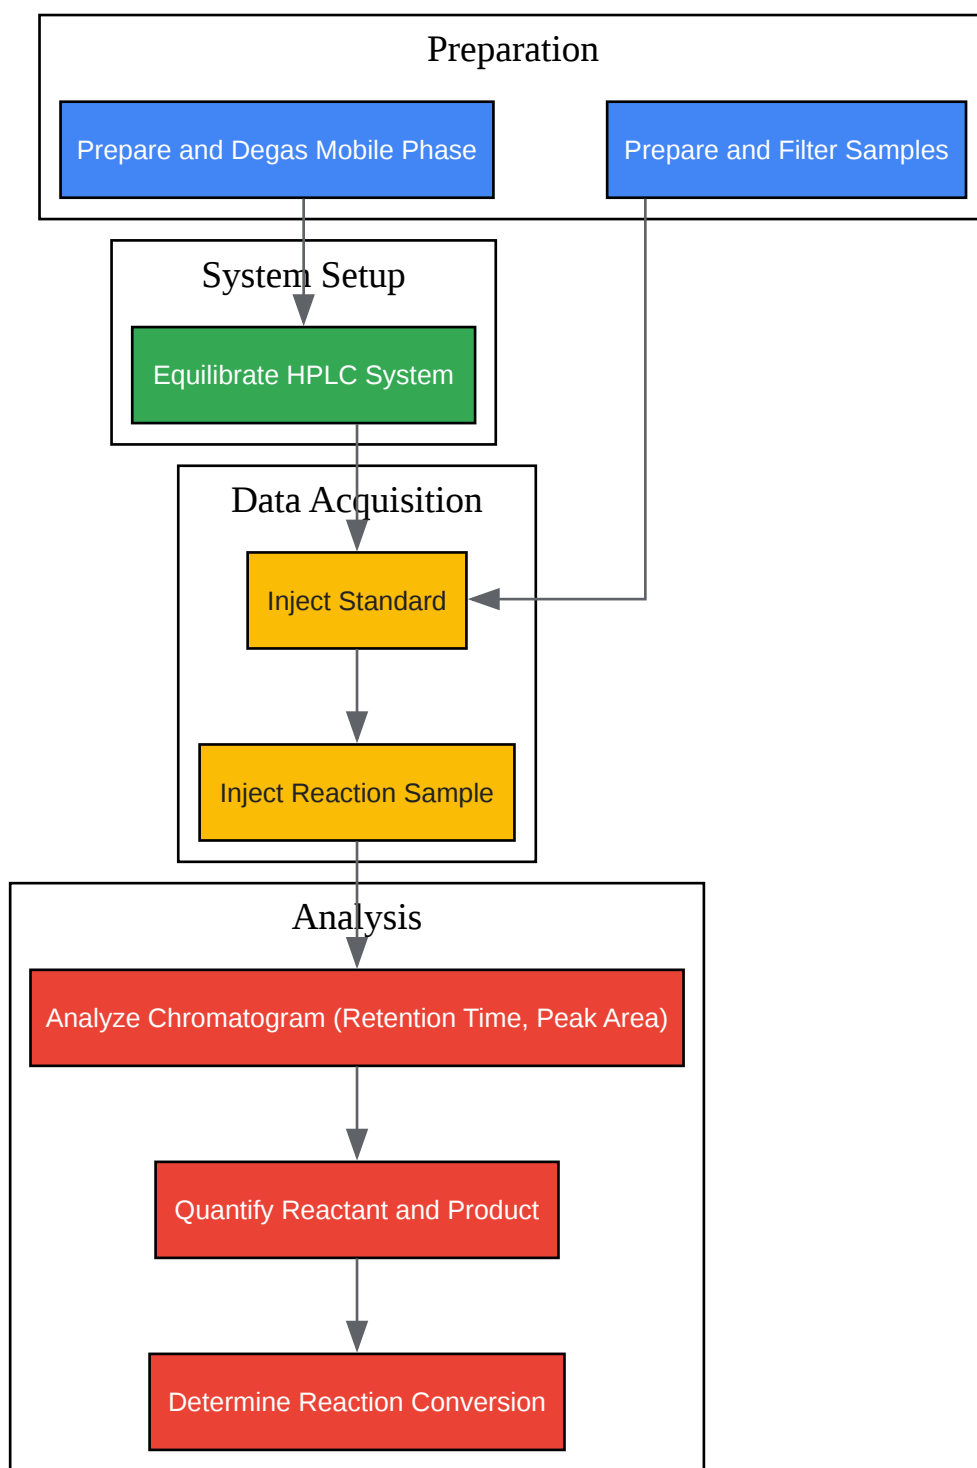 Preparation
Prepare and Degas Mobile Phase
Prepare and Filter Samples
System Setup
Equilibrate HPLC System
Data Acquisition
Inject Standard
Inject Reaction Sample
Analysis
Analyze Chromatogram (Retention Time, Peak Area)
Quantify Reactant and Product
Determine Reaction Conversion